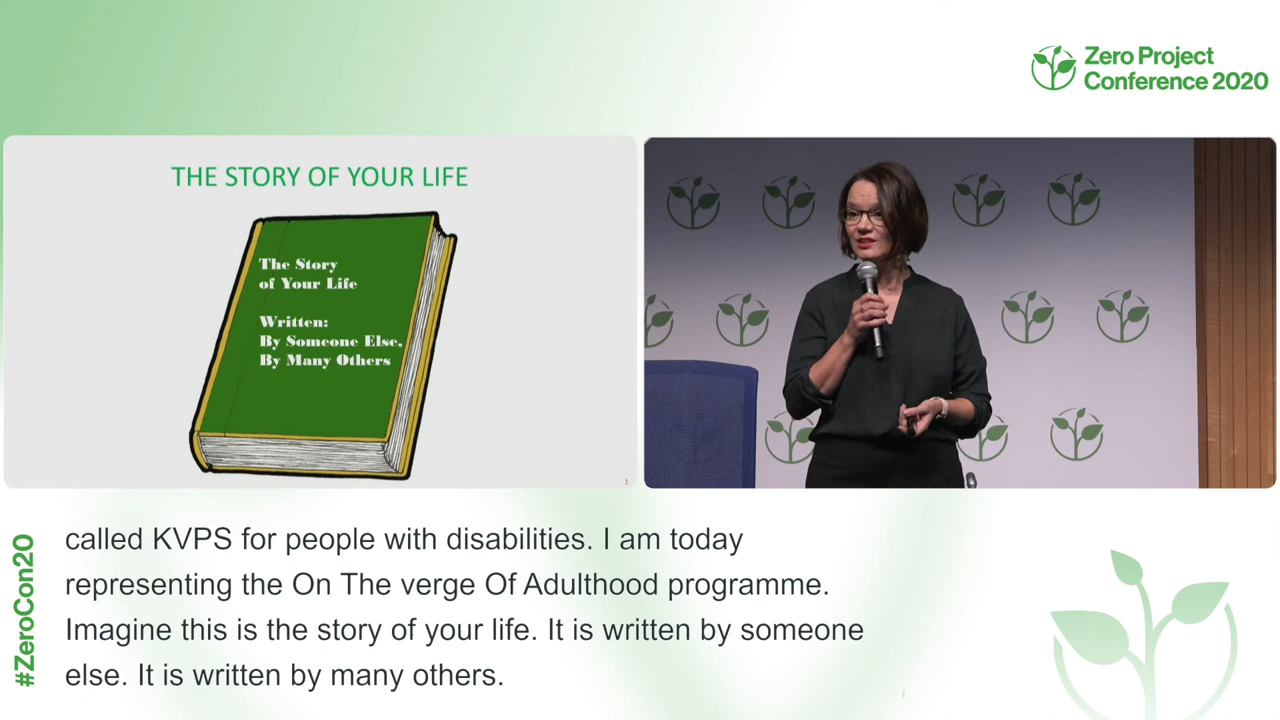 Zero Project
Conference 2020
THE STORY OF YOUR LIFE
The Story
of Your Life
Written:
By Someone Else,
By Many Others
1
#ZeroCon20
called KVPS for people with disabilities. I am today
representing the On The verge Of Adulthood programme.
Imagine this is the story of your life. It is written by someone
else. It is written by many others.